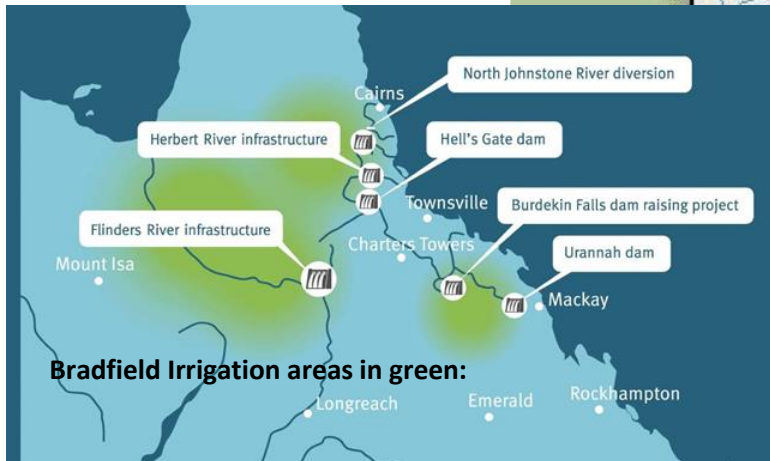 North Johnstone River diversion
Cairns
Herbert River infrastructure
Hell's Gate dam
Townsville
Burdekin Falls dam raising project
Flinders River infrastructure
Charters Towers
Urannah dam
Mount Isa
Mackay
Bradfield Irrigation areas in green:
Longreach
Emerald
Rockhampton